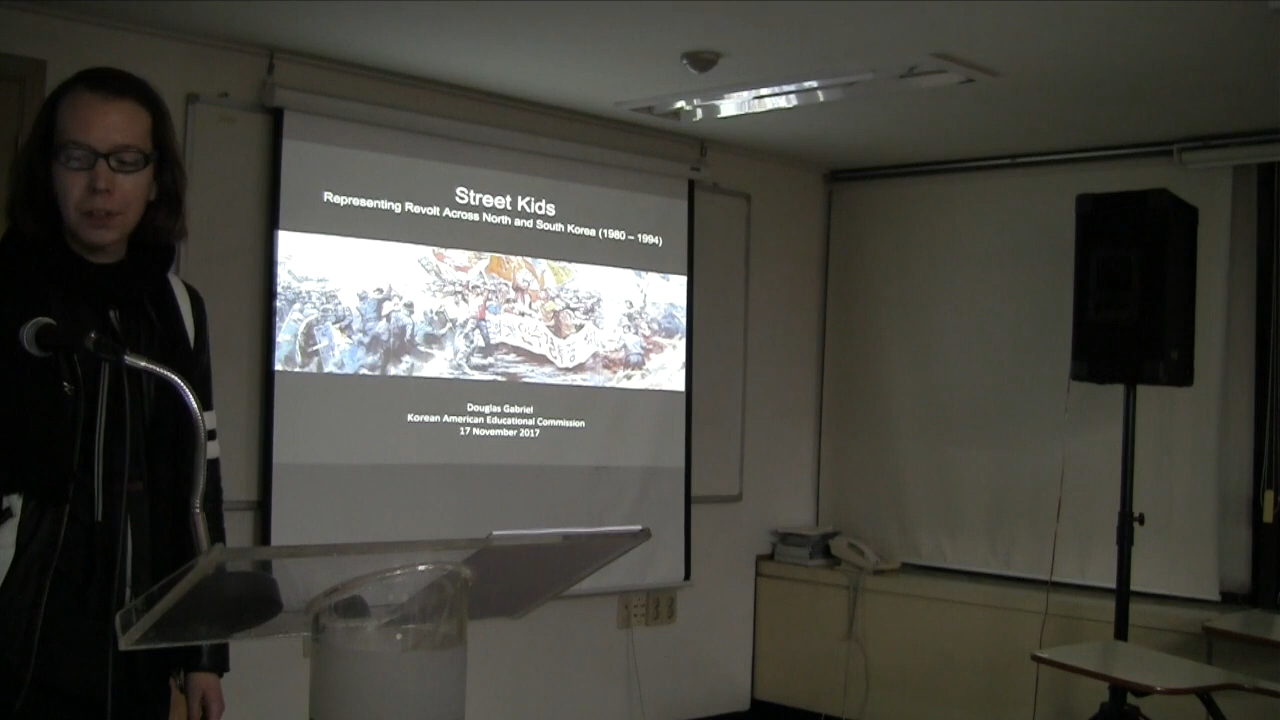 Street Kids
Representing Revolt Across North and South Korea (1980 – 1994)
Douglas Gabriel
Korean American Educational Commission
17 November 2017